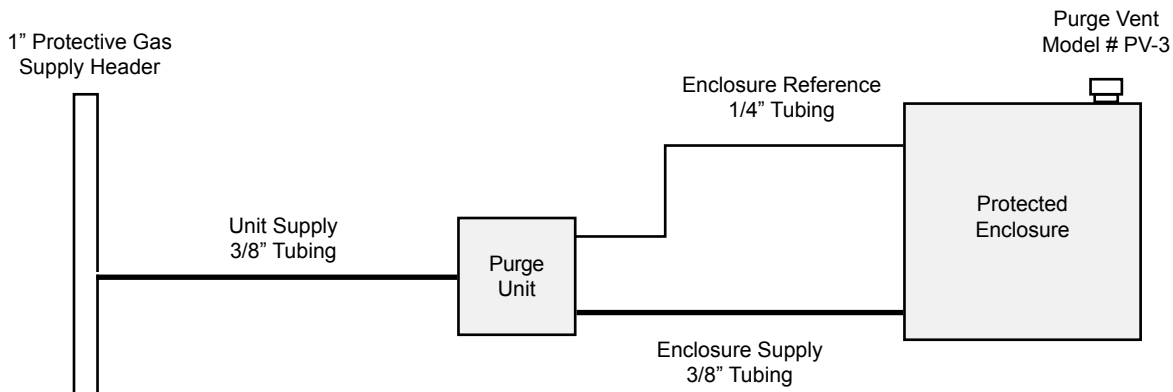 1” Protective Gas
Supply Header
Purge Vent
Model # PV-3
Enclosure Reference
1/4” Tubing
Unit Supply
3/8” Tubing
Purge
Unit
Protected
Enclosure
Enclosure Supply
3/8” Tubing